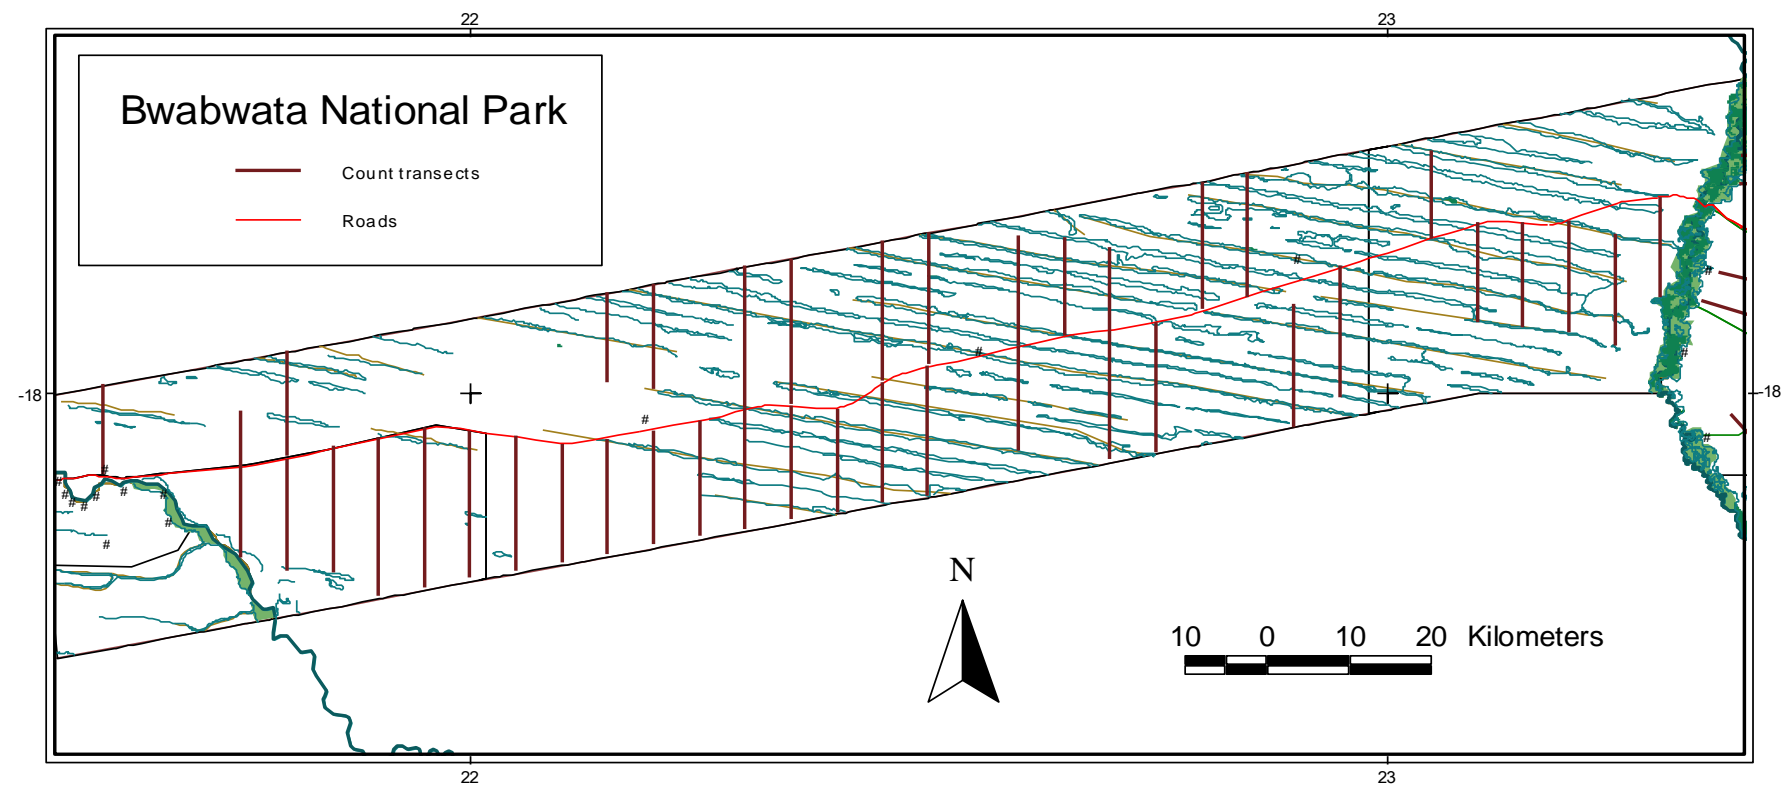 22 23
Bwabwata National Park
Count transects
Roads
-18 -18
N
10 0 10 20 Kilometers
22 23